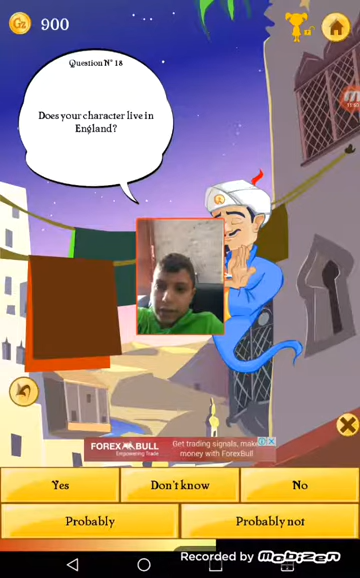 Gz 900
Question N° 18
Does your character live in
England?
FOREX BULL
Empowering Trade
Get trading signals, make
money with ForexBull
Yes
Don't know
No
Probably
Probably not
Recorded by mobizen